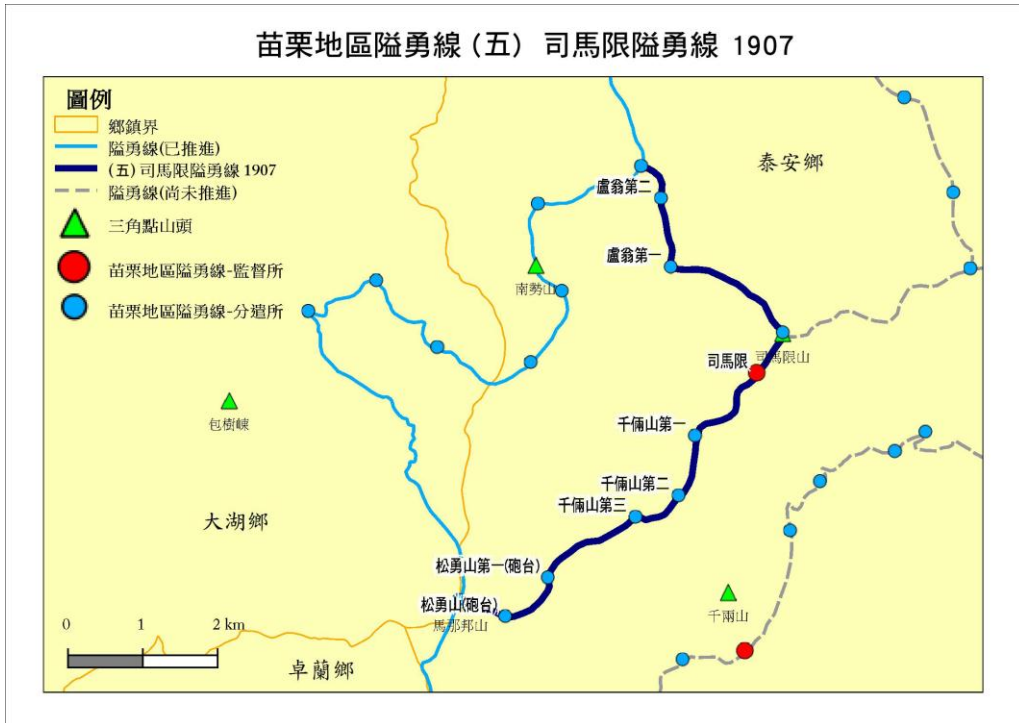 苗栗地區隘勇線(五) 司馬限隘勇線 1907
圖例
鄉鎮界
隘勇線(已推進)
(五)司馬限隘勇線 1907
隘勇線(尚未推進)
三角點山頭
苗栗地區隘勇線-監督所
苗栗地區隘勇線-分遣所
泰安鄉
盧翁第二
盧翁第一
南勢山
司馬限
司馬限山
包樹崠
千倆山第一
千倆山第二
千倆山第三
大湖鄉
松勇山第一(砲台)
松勇山(砲台)
馬那邦山
千兩山
卓蘭鄉
0 1 2 km